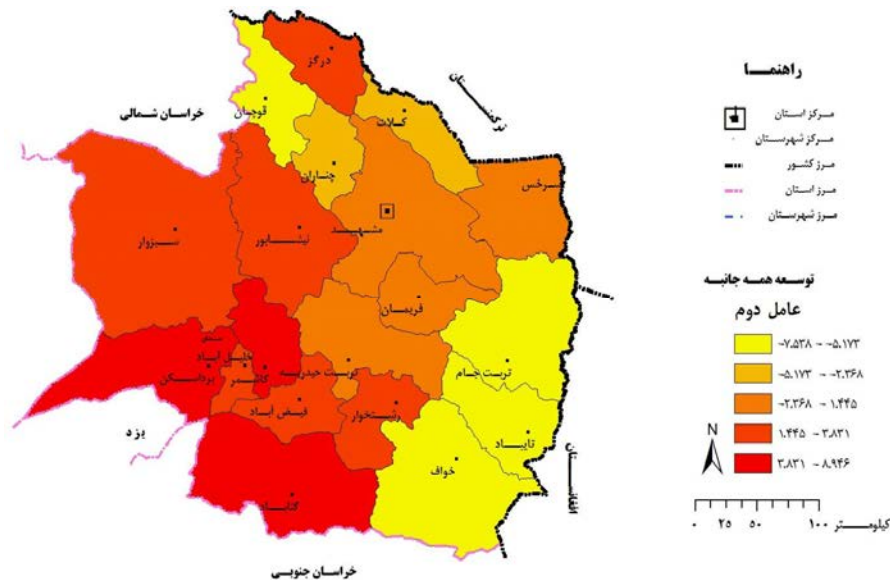 درگز
ترکمنستان
خراسان شمالی
قوچان
کلات
چناران
سرخس
سبزوار
نیشابور
مشهد
فریمان
خلیل آباد
بردسکن
کاشمر
تربت حیدریه
تربت جام
فیض آباد
رشتخوار
یزد
تایباد
خواف
افغانستان
گناباد
خراسان جنوبی
راهنما
مرکز استان
مرکز شهرستان
مرز کشور
مرز استان
مرز شهرستان
توسعه همه جانبه
عامل دوم
-۷.۵۳۸ - -۵.۱۷۳
-۵.۱۷۳ - -۲.۳۶۸
-۲.۳۶۸ - ۱.۴۴۵
۱.۴۴۵ - ۳.۸۳۱
۳.۸۳۱ - ۸.۹۴۶
N
۰ ۲۵ ۵۰ ۱۰۰ کیلومتر